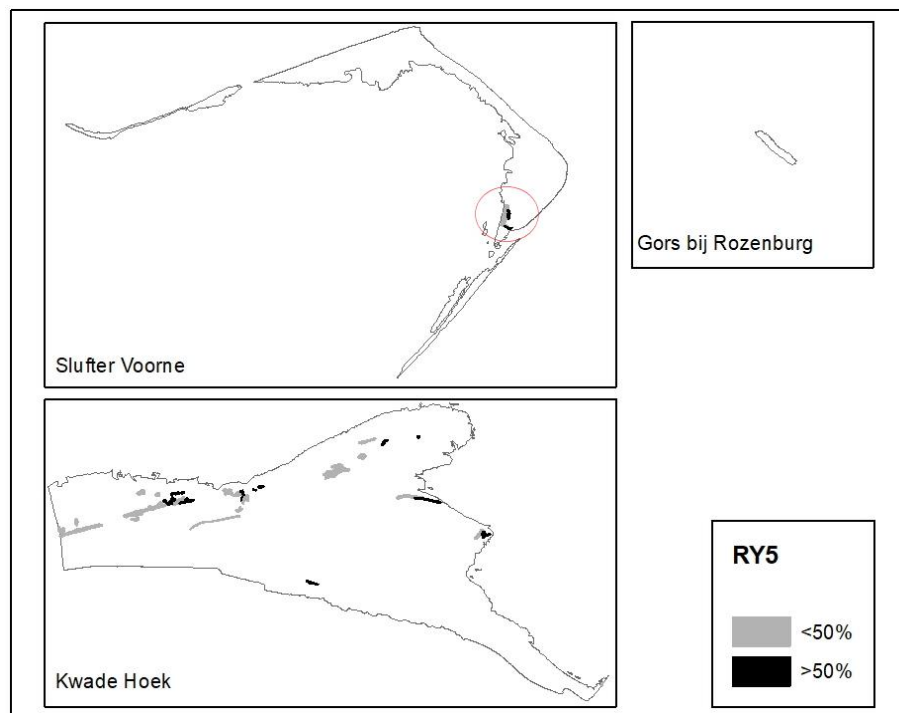 Slufter Voorne
Gors bij Rozenburg
Kwade Hoek
RY5
<50%
>50%